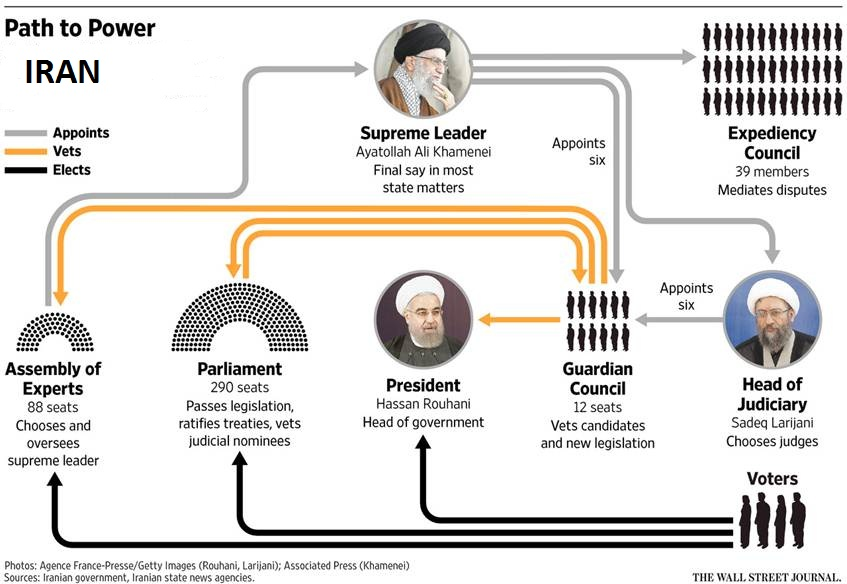 Path to Power
IRAN
Appoints
Vets
Elects
Supreme Leader
Ayatollah Ali Khamenei
Final say in most
state matters
Appoints
six
Expediency
Council
39 members
Mediates disputes
Appoints
six
Assembly of
Experts
88 seats
Chooses and
oversees
supreme leader
Parliament
290 seats
Passes legislation,
ratifies treaties, vets
judicial nominees
President
Hassan Rouhani
Head of government
Guardian
Council
12 seats
Vets candidates
and new legislation
Head of
Judiciary
Sadeq Larijani
Chooses judges
Voters
Photos: Agence France-Presse/Getty Images (Rouhani, Larijani); Associated Press (Khamenei)
Sources: Iranian government, Iranian state news agencies.
THE WALL STREET JOURNAL.